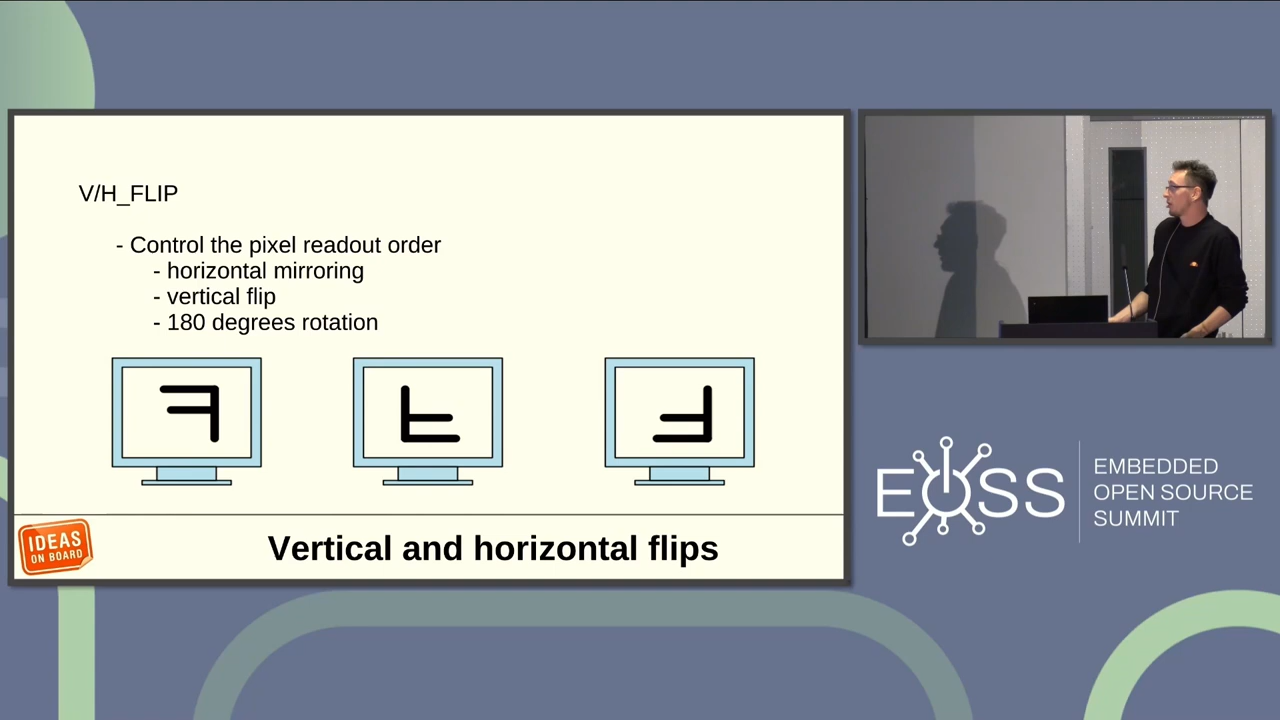 V/H_FLIP
- Control the pixel readout order
- horizontal mirroring
- vertical flip
- 180 degrees rotation
IDEAS
ON BOARD
Vertical and horizontal flips
EOSS
EMBEDDED
OPEN SOURCE
SUMMIT